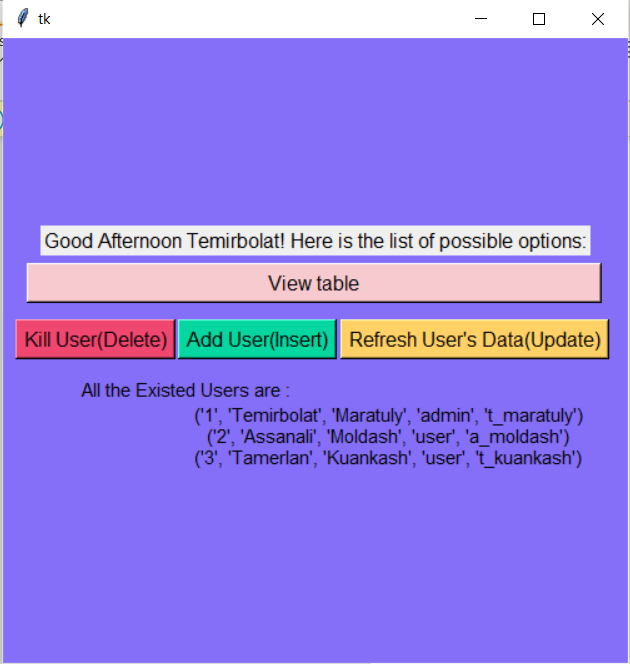 tk
Good Afternoon Temirbolat! Here is the list of possible options:
View table
Kill User(Delete) Add User(Insert) Refresh User's Data(Update)
All the Existed Users are :
('1', 'Temirbolat', 'Maratuly', 'admin', 't_maratuly')
('2', 'Assanali', 'Moldash', 'user', 'a_moldash')
('3', 'Tamerlan', 'Kuankash', 'user', 't_kuankash')